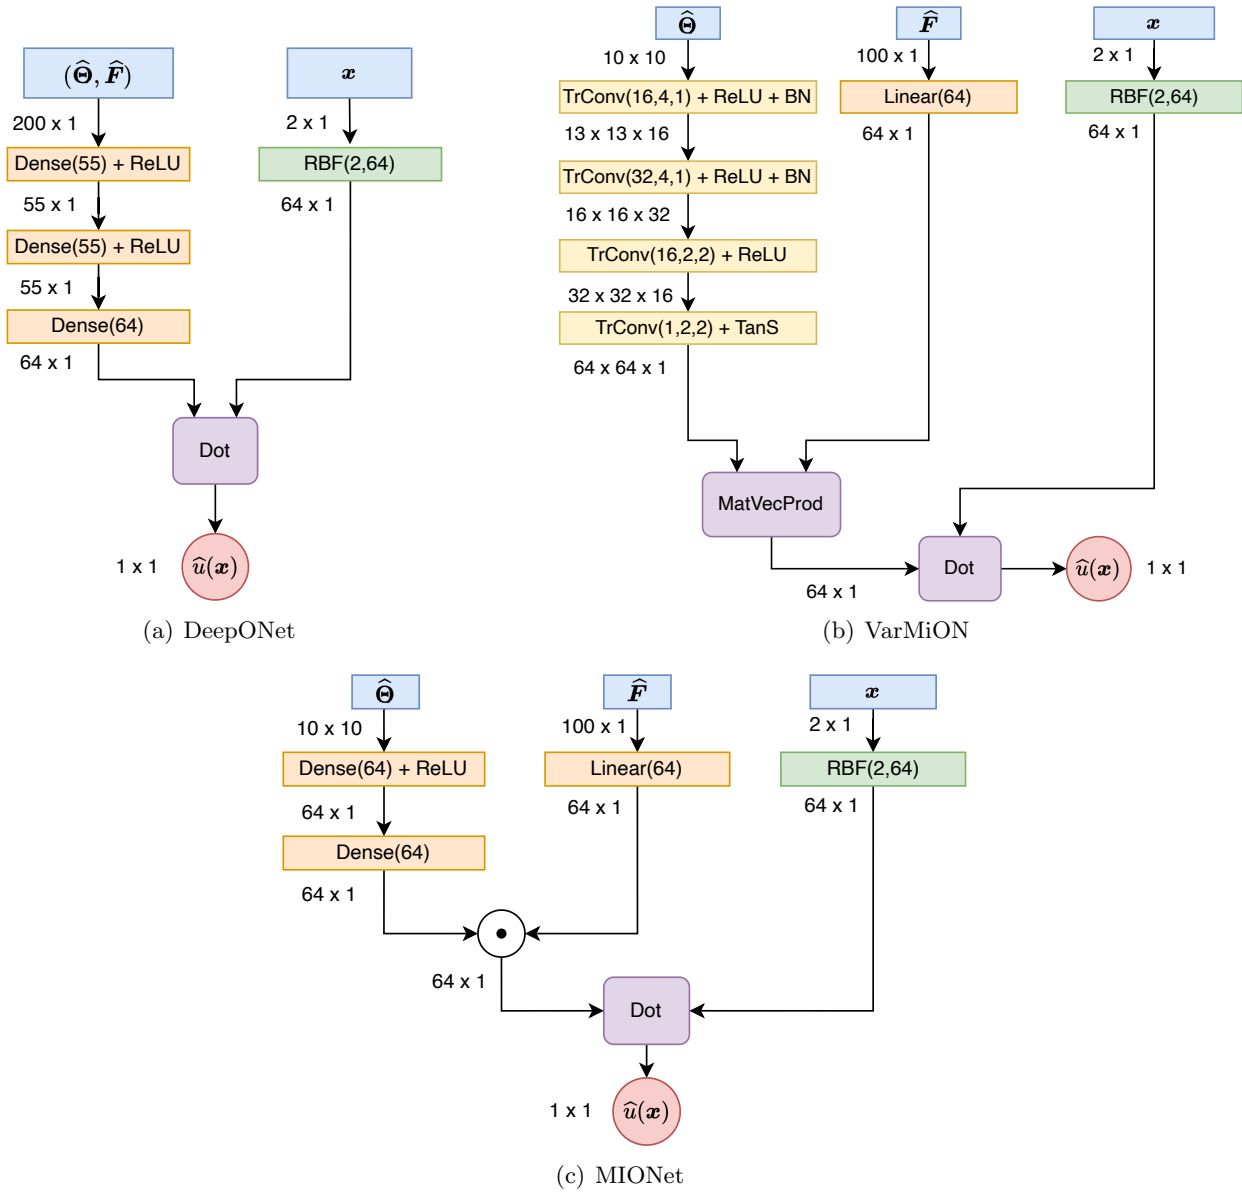 (Θ̂, F̂)
x
200 x 1
2 x 1
Dense(55) + ReLU
RBF(2,64)
55 x 1
64 x 1
Dense(55) + ReLU
55 x 1
Dense(64)
64 x 1
Dot
1 x 1
û(x)
(a) DeepONet
Θ̂
F̂
x
10 x 10
100 x 1
2 x 1
TrConv(16,4,1) + ReLU + BN
Linear(64)
RBF(2,64)
13 x 13 x 16
64 x 1
64 x 1
TrConv(32,4,1) + ReLU + BN
16 x 16 x 32
TrConv(16,2,2) + ReLU
32 x 32 x 16
TrConv(1,2,2) + TanS
64 x 64 x 1
MatVecProd
64 x 1
Dot
û(x)
1 x 1
(b) VarMiON
Θ̂
F̂
x
10 x 10
100 x 1
2 x 1
Dense(64) + ReLU
Linear(64)
RBF(2,64)
64 x 1
64 x 1
64 x 1
Dense(64)
64 x 1
64 x 1
Dot
1 x 1
û(x)
(c) MIONet